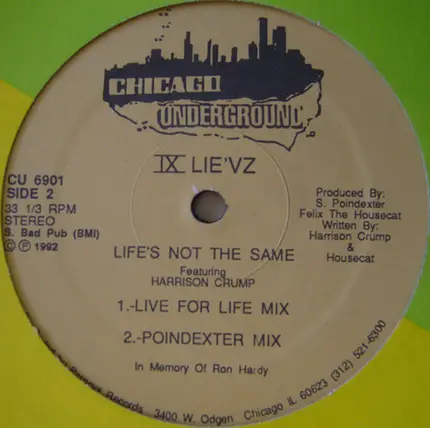 CHICAGO
UNDERGROUND
IX LIE'VZ
CU 6901
SIDE 2
33 1/3 RPM
STEREO
S. Bad Pub (BMI)
© ℗ 1992
Produced By:
S. Poindexter
Felix The Housecat
Written By:
Harrison Crump
&
Housecat
LIFE'S NOT THE SAME
Featuring
HARRISON CRUMP
1.-LIVE FOR LIFE MIX
2.-POINDEXTER MIX
In Memory Of Ron Hardy
Records 3400 W. Odgen, Chicago IL 60623 (312) 521-6300